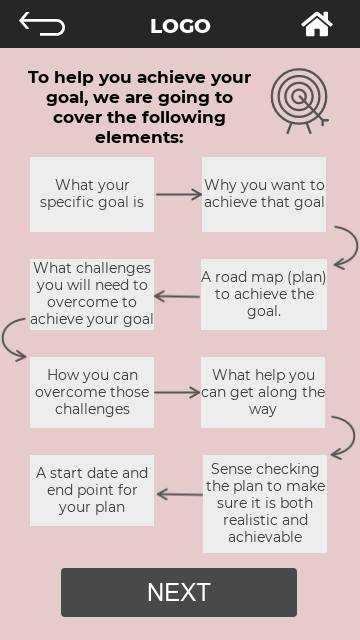 LOGO
To help you achieve your
goal, we are going to
cover the following
elements:
What your
specific goal is
Why you want to
achieve that goal
A road map (plan)
to achieve the
goal.
What challenges
you will need to
overcome to
achieve your goal
How you can
overcome those
challenges
What help you
can get along the
way
Sense checking
the plan to make
sure it is both
realistic and
achievable
A start date and
end point for
your plan
NEXT